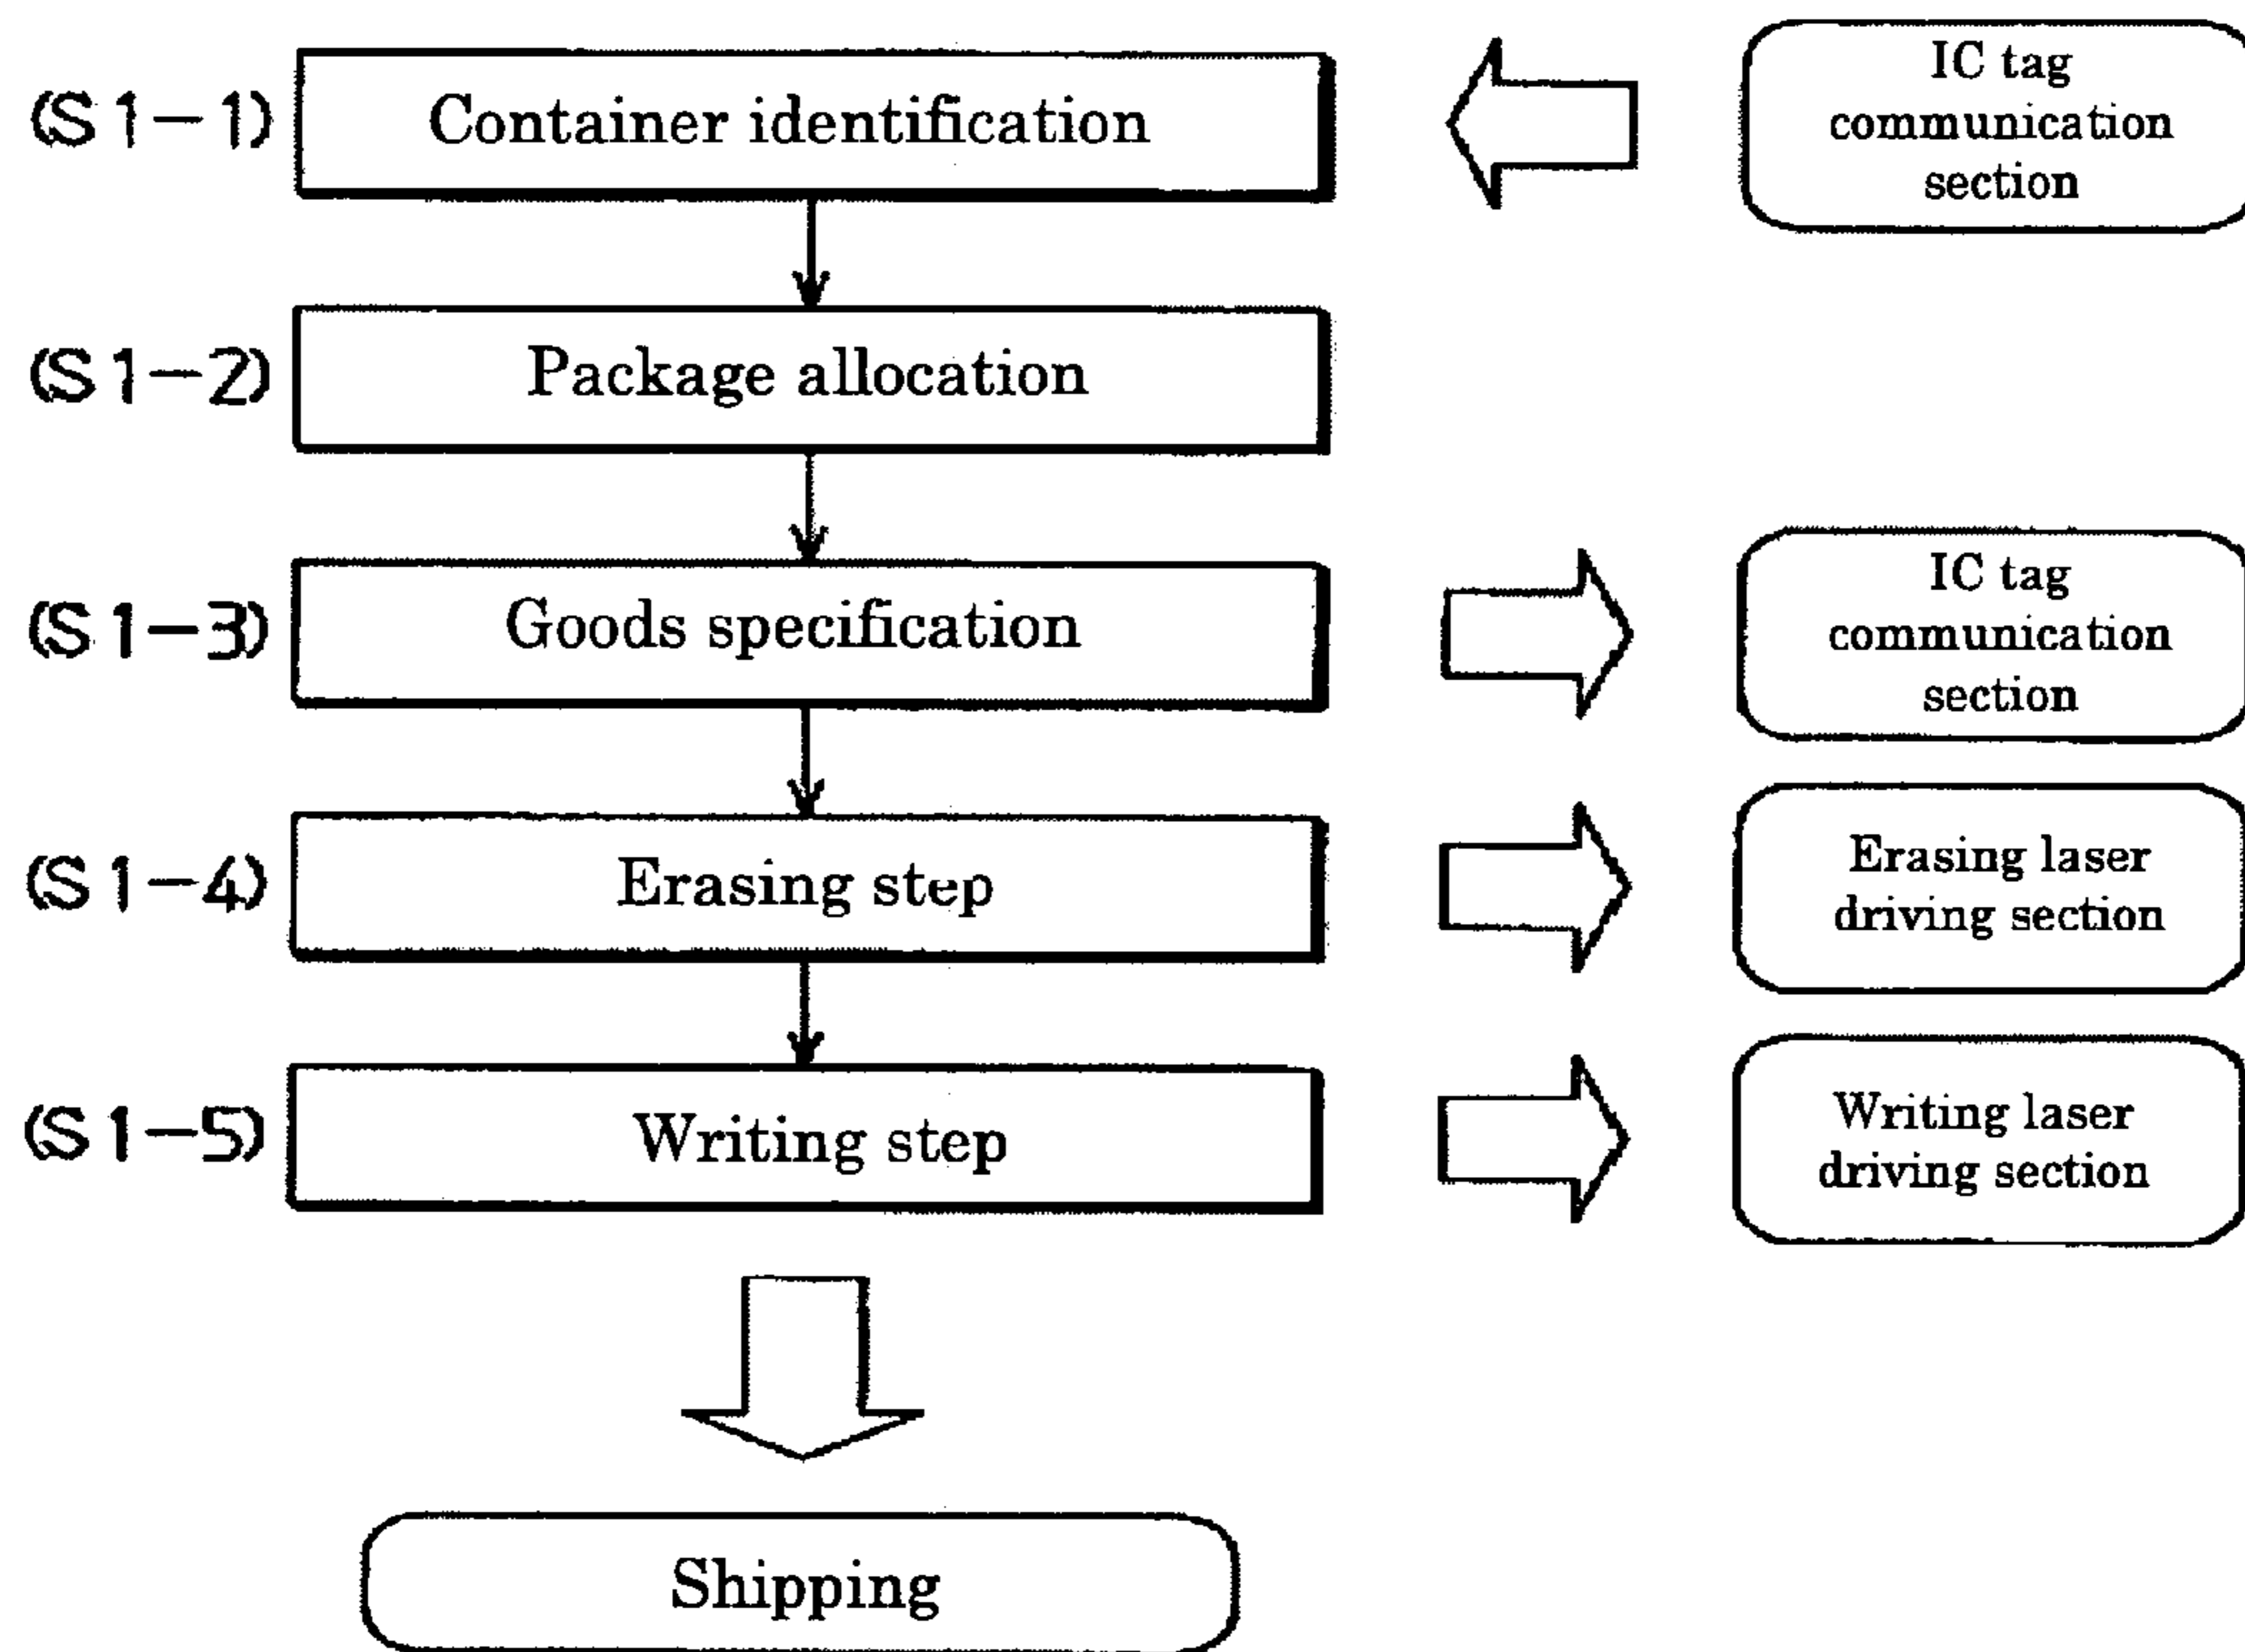 (S1-1)
Container identification
IC tag
communication
section
(S1-2)
Package allocation
(S1-3)
Goods specification
IC tag
communication
section
(S1-4)
Erasing step
Erasing laser
driving section
(S1-5)
Writing step
Writing laser
driving section
Shipping